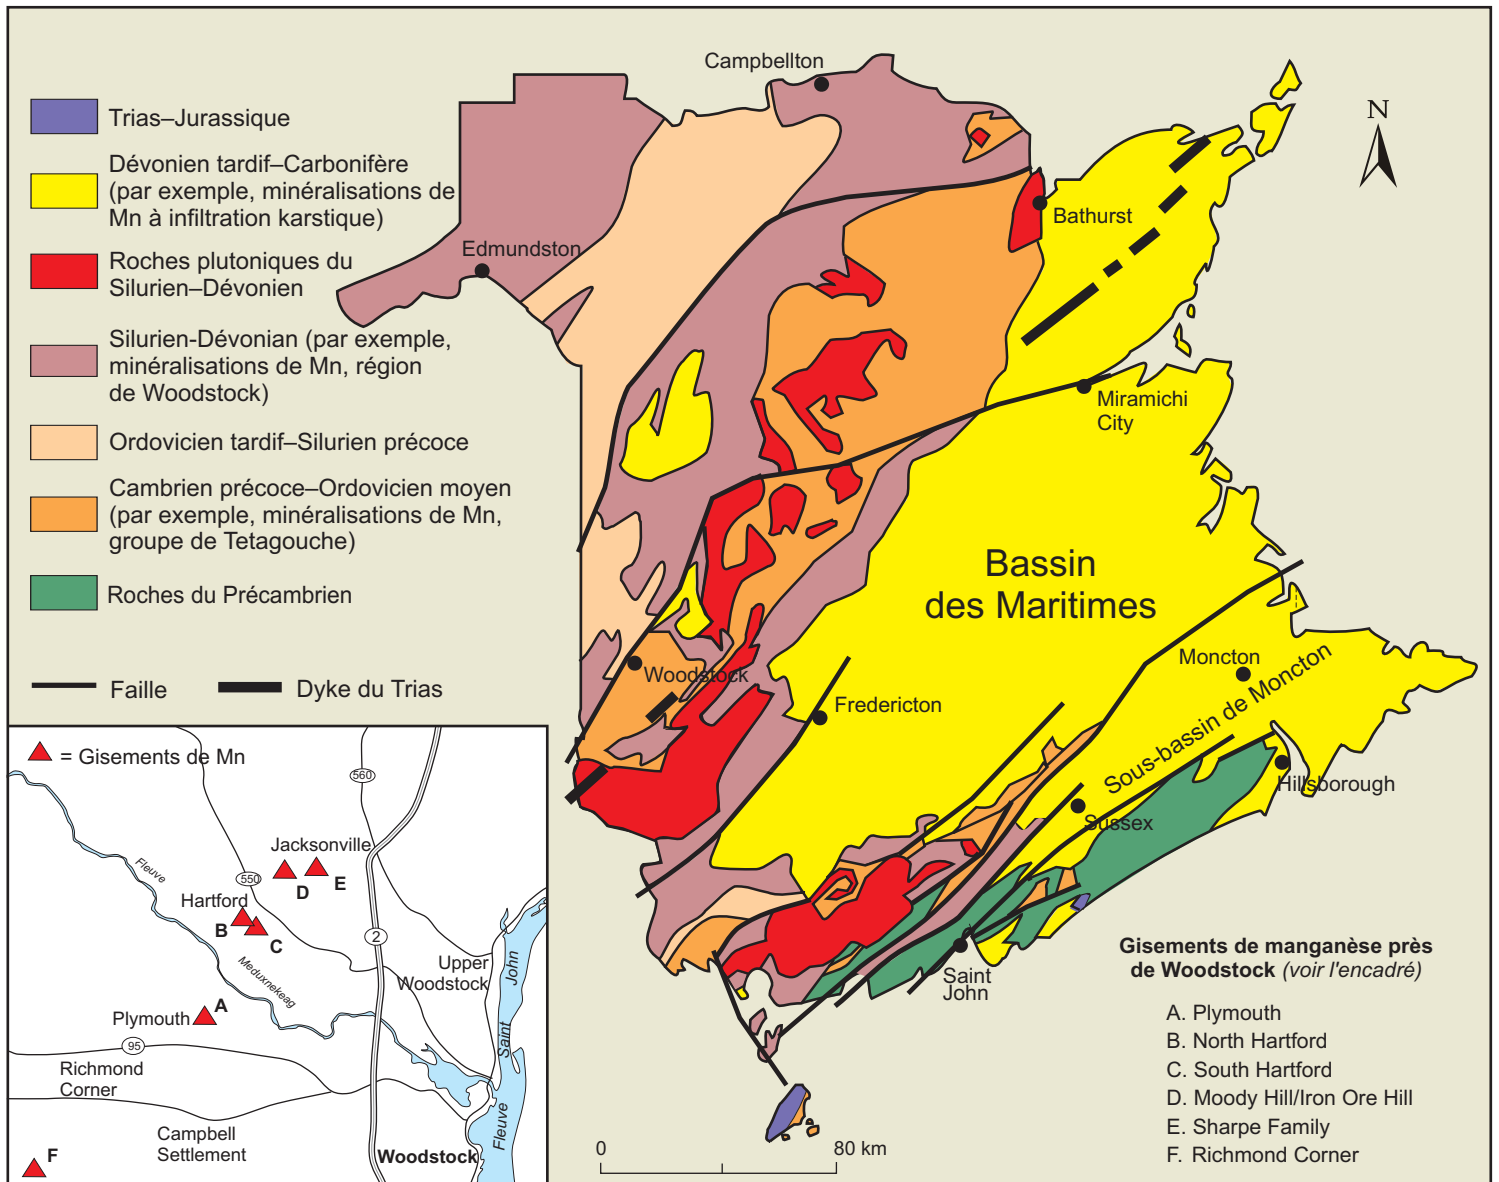 Trias–Jurassique
Dévonien tardif–Carbonifère
(par exemple, minéralisations de
Mn à infiltration karstique)
Roches plutoniques du
Silurien–Dévonien
Silurien-Dévonian (par exemple,
minéralisations de Mn, région
de Woodstock)
Ordovicien tardif–Silurien précoce
Cambrien précoce–Ordovicien moyen
(par exemple, minéralisations de Mn,
groupe de Tetagouche)
Roches du Précambrien
Faille
Dyke du Trias
Campbellton
N
Edmundston
Bathurst
Miramichi
City
Bassin
des Maritimes
Woodstock
Fredericton
Moncton
Sous-bassin de Moncton
Hillsborough
Sussex
Saint
John
0
80 km
= Gisements de Mn
560
Jacksonville
Fleuve
550
D
E
Hartford
B
C
2
Meduxnekeag
Upper
Woodstock
A
Plymouth
95
Richmond
Corner
Campbell
Settlement
Woodstock
F
Fleuve Saint John
Gisements de manganèse près
de Woodstock (voir l'encadré)
A. Plymouth
B. North Hartford
C. South Hartford
D. Moody Hill/Iron Ore Hill
E. Sharpe Family
F. Richmond Corner